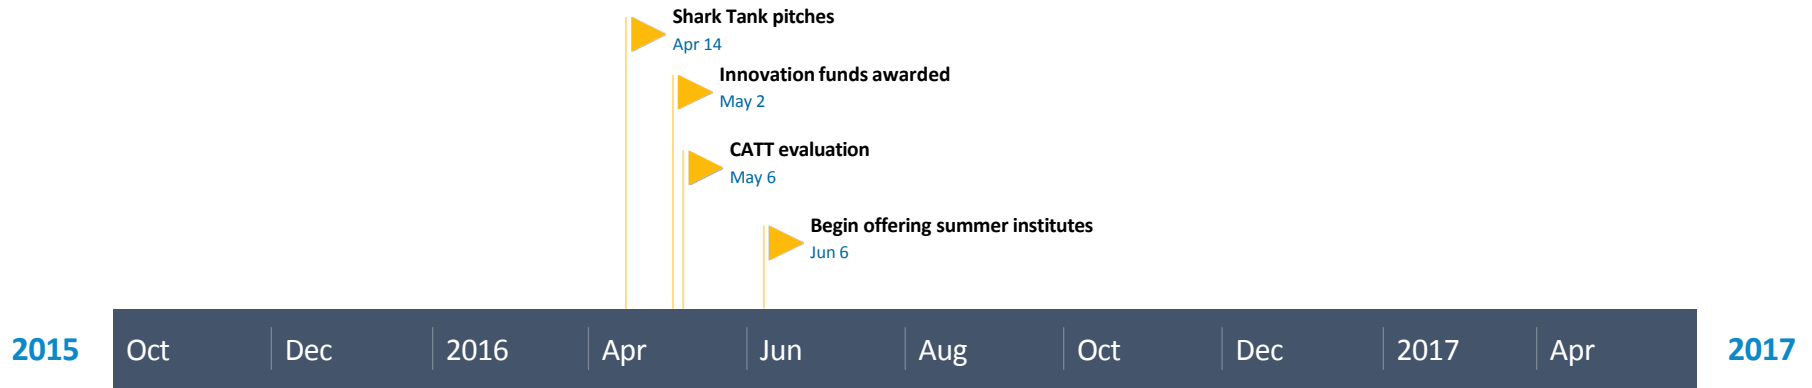 Shark Tank pitches
Apr 14
Innovation funds awarded
May 2
CATT evaluation
May 6
Begin offering summer institutes
Jun 6
2015 Oct Dec 2016 Apr Jun Aug Oct Dec 2017 Apr 2017